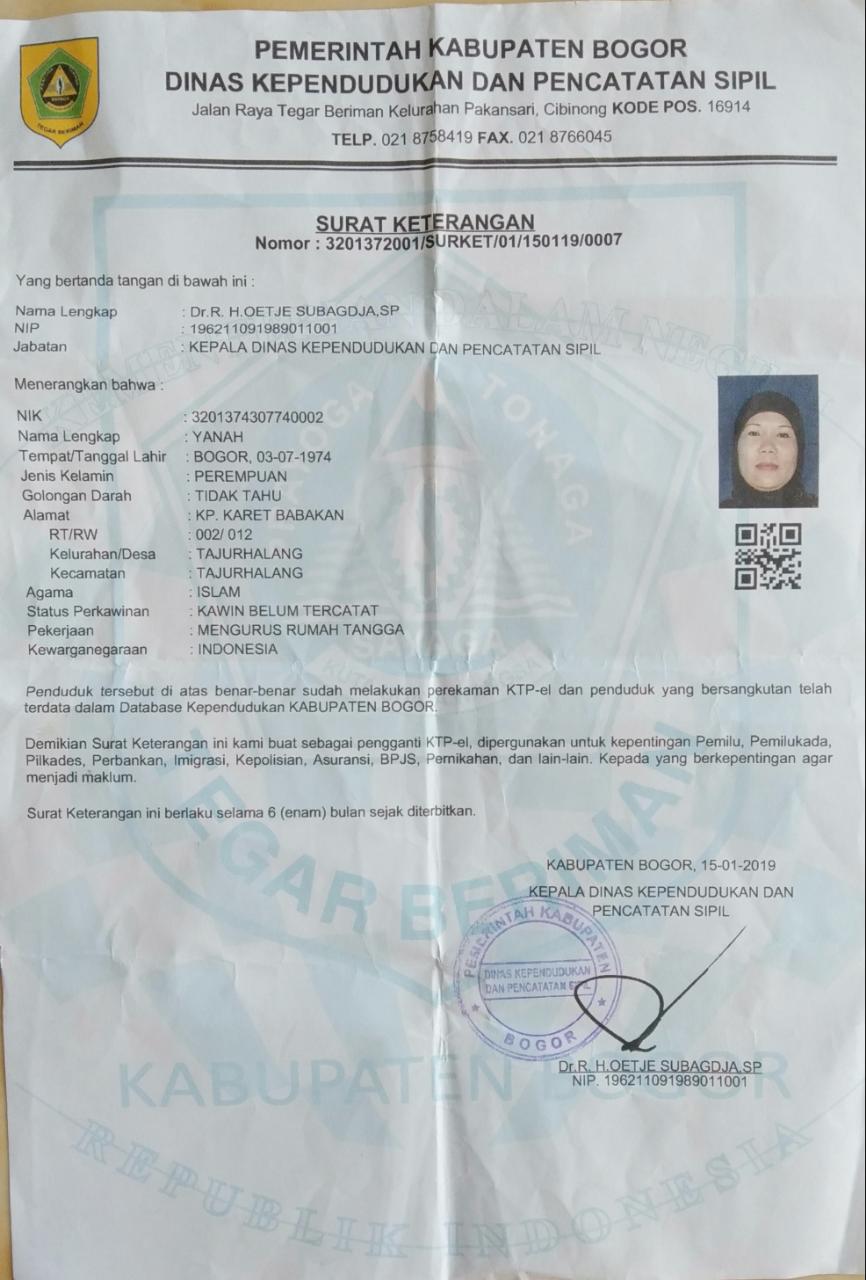 PEMERINTAH KABUPATEN BOGOR
DINAS KEPENDUDUKAN DAN PENCATATAN SIPIL
Jalan Raya Tegar Beriman Kelurahan Pakansari, Cibinong KODE POS. 16914
TELP. 021 8758419 FAX. 021 8766045
TEGAR BERIMAN
SURAT KETERANGAN
Nomor : 3201372001/SURKET/01/150119/0007
Yang bertanda tangan di bawah ini :
Nama Lengkap : Dr.R. H.OETJE SUBAGDJA,SP
NIP : 196211091989011001
Jabatan : KEPALA DINAS KEPENDUDUKAN DAN PENCATATAN SIPIL
Menerangkan bahwa :
NIK : 3201374307740002
Nama Lengkap : YANAH
Tempat/Tanggal Lahir : BOGOR, 03-07-1974
Jenis Kelamin : PEREMPUAN
Golongan Darah : TIDAK TAHU
Alamat : KP. KARET BABAKAN
RT/RW : 002/ 012
Kelurahan/Desa : TAJURHALANG
Kecamatan : TAJURHALANG
Agama : ISLAM
Status Perkawinan : KAWIN BELUM TERCATAT
Pekerjaan : MENGURUS RUMAH TANGGA
Kewarganegaraan : INDONESIA
Penduduk tersebut di atas benar-benar sudah melakukan perekaman KTP-el dan penduduk yang bersangkutan telah
terdata dalam Database Kependudukan KABUPATEN BOGOR.
Demikian Surat Keterangan ini kami buat sebagai pengganti KTP-el, dipergunakan untuk kepentingan Pemilu, Pemilukada,
Pilkades, Perbankan, Imigrasi, Kepolisian, Asuransi, BPJS, Pernikahan, dan lain-lain. Kepada yang berkepentingan agar
menjadi maklum.
Surat Keterangan ini berlaku selama 6 (enam) bulan sejak diterbitkan.
KABUPATEN BOGOR, 15-01-2019
KEPALA DINAS KEPENDUDUKAN DAN
PENCATATAN SIPIL
PEMERINTAH KABUPATEN
DINAS KEPENDUDUKAN
DAN PENCATATAN SIPIL
BOGOR
Dr.R. H.OETJE SUBAGDJA,SP
NIP. 196211091989011001
TEGAR BERIMAN
KABUPATEN BOGOR
REPUBLIK INDONESIA